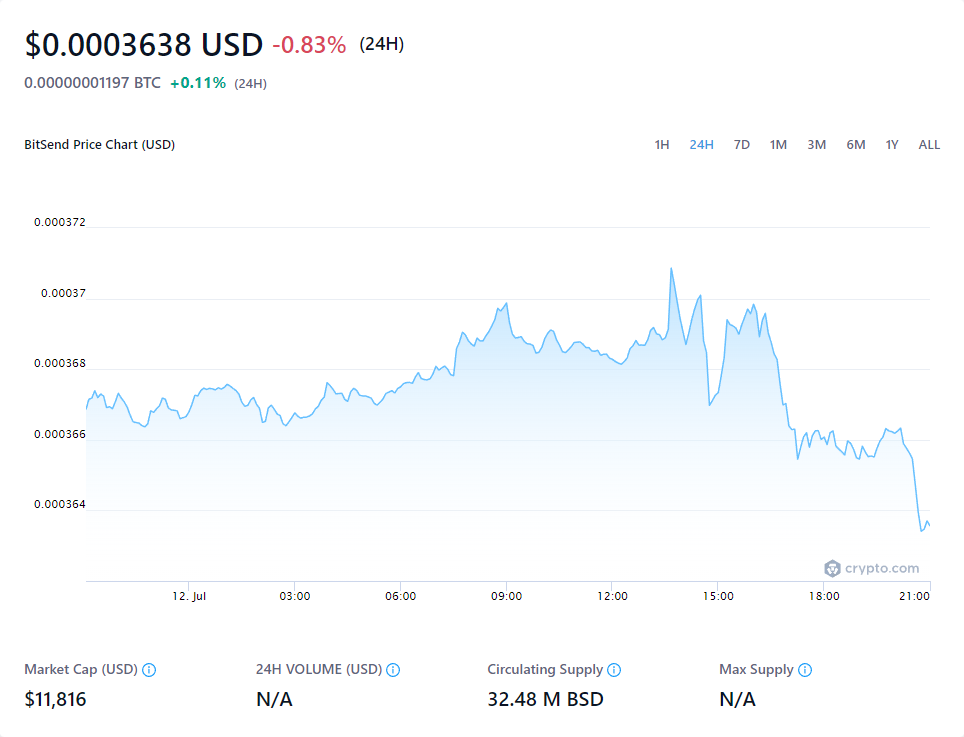 $0.0003638 USD -0.83% (24H)
0.00000001197 BTC +0.11% (24H)
BitSend Price Chart (USD) 1H 24H 7D 1M 3M 6M 1Y ALL
0.000372
0.00037
0.000368
0.000366
0.000364
crypto.com
12. Jul 03:00 06:00 09:00 12:00 15:00 18:00 21:00
Market Cap (USD) 24H VOLUME (USD) Circulating Supply Max Supply
$11,816 N/A 32.48 M BSD N/A